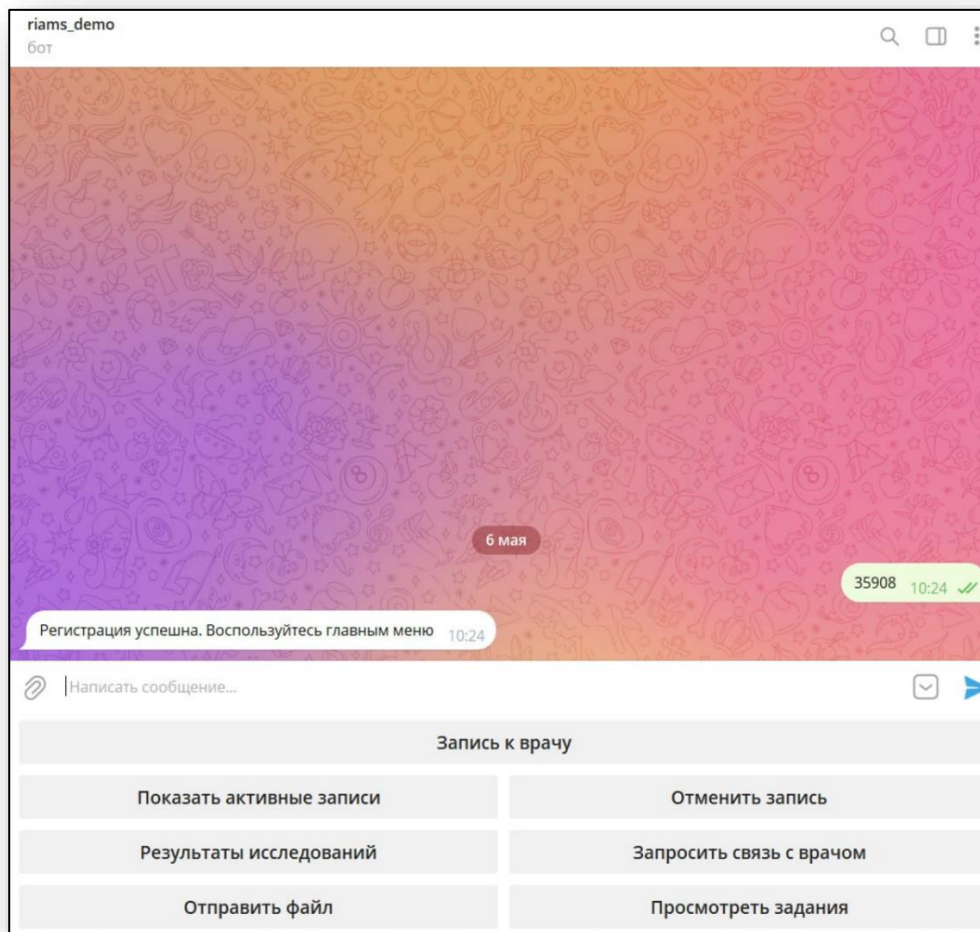 riams_demo
бот
6 мая
35908 10:24
Регистрация успешна. Воспользуйтесь главным меню 10:24
Написать сообщение...
Запись к врачу
Показать активные записи Отменить запись
Результаты исследований Запросить связь с врачом
Отправить файл Просмотреть задания